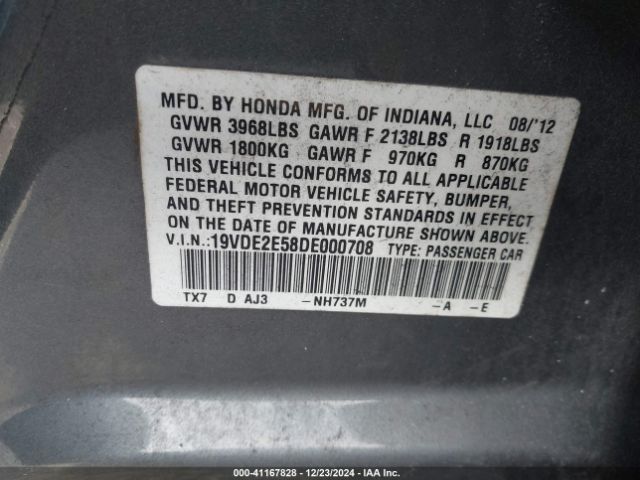 MFD. BY HONDA MFG. OF INDIANA, LLC 08/'12
GVWR 3968LBS GAWR F 2138LBS R 1918LBS
GVWR 1800KG GAWR F 970KG R 870KG
THIS VEHICLE CONFORMS TO ALL APPLICABLE
FEDERAL MOTOR VEHICLE SAFETY, BUMPER,
AND THEFT PREVENTION STANDARDS IN EFFECT
ON THE DATE OF MANUFACTURE SHOWN ABOVE.
V.I.N.:19VDE2E58DE000708 TYPE: PASSENGER CAR
TX7 D AJ3 –NH737M –A –E
000-41167828 - 12/23/2024 - IAA Inc.